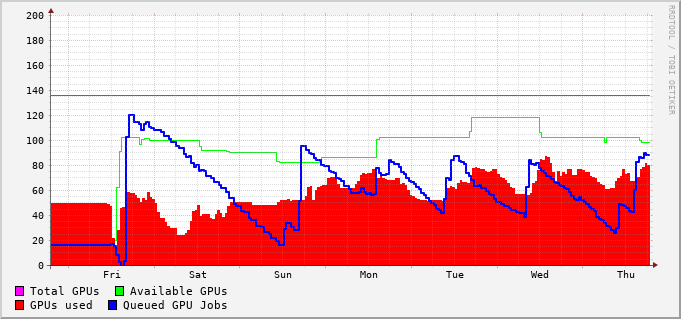 RRDTOOL / TOBI OETIKER
200
180
160
140
120
100
80
60
40
20
0
Fri Sat Sun Mon Tue Wed Thu
Total GPUs Available GPUs
GPUs used Queued GPU Jobs